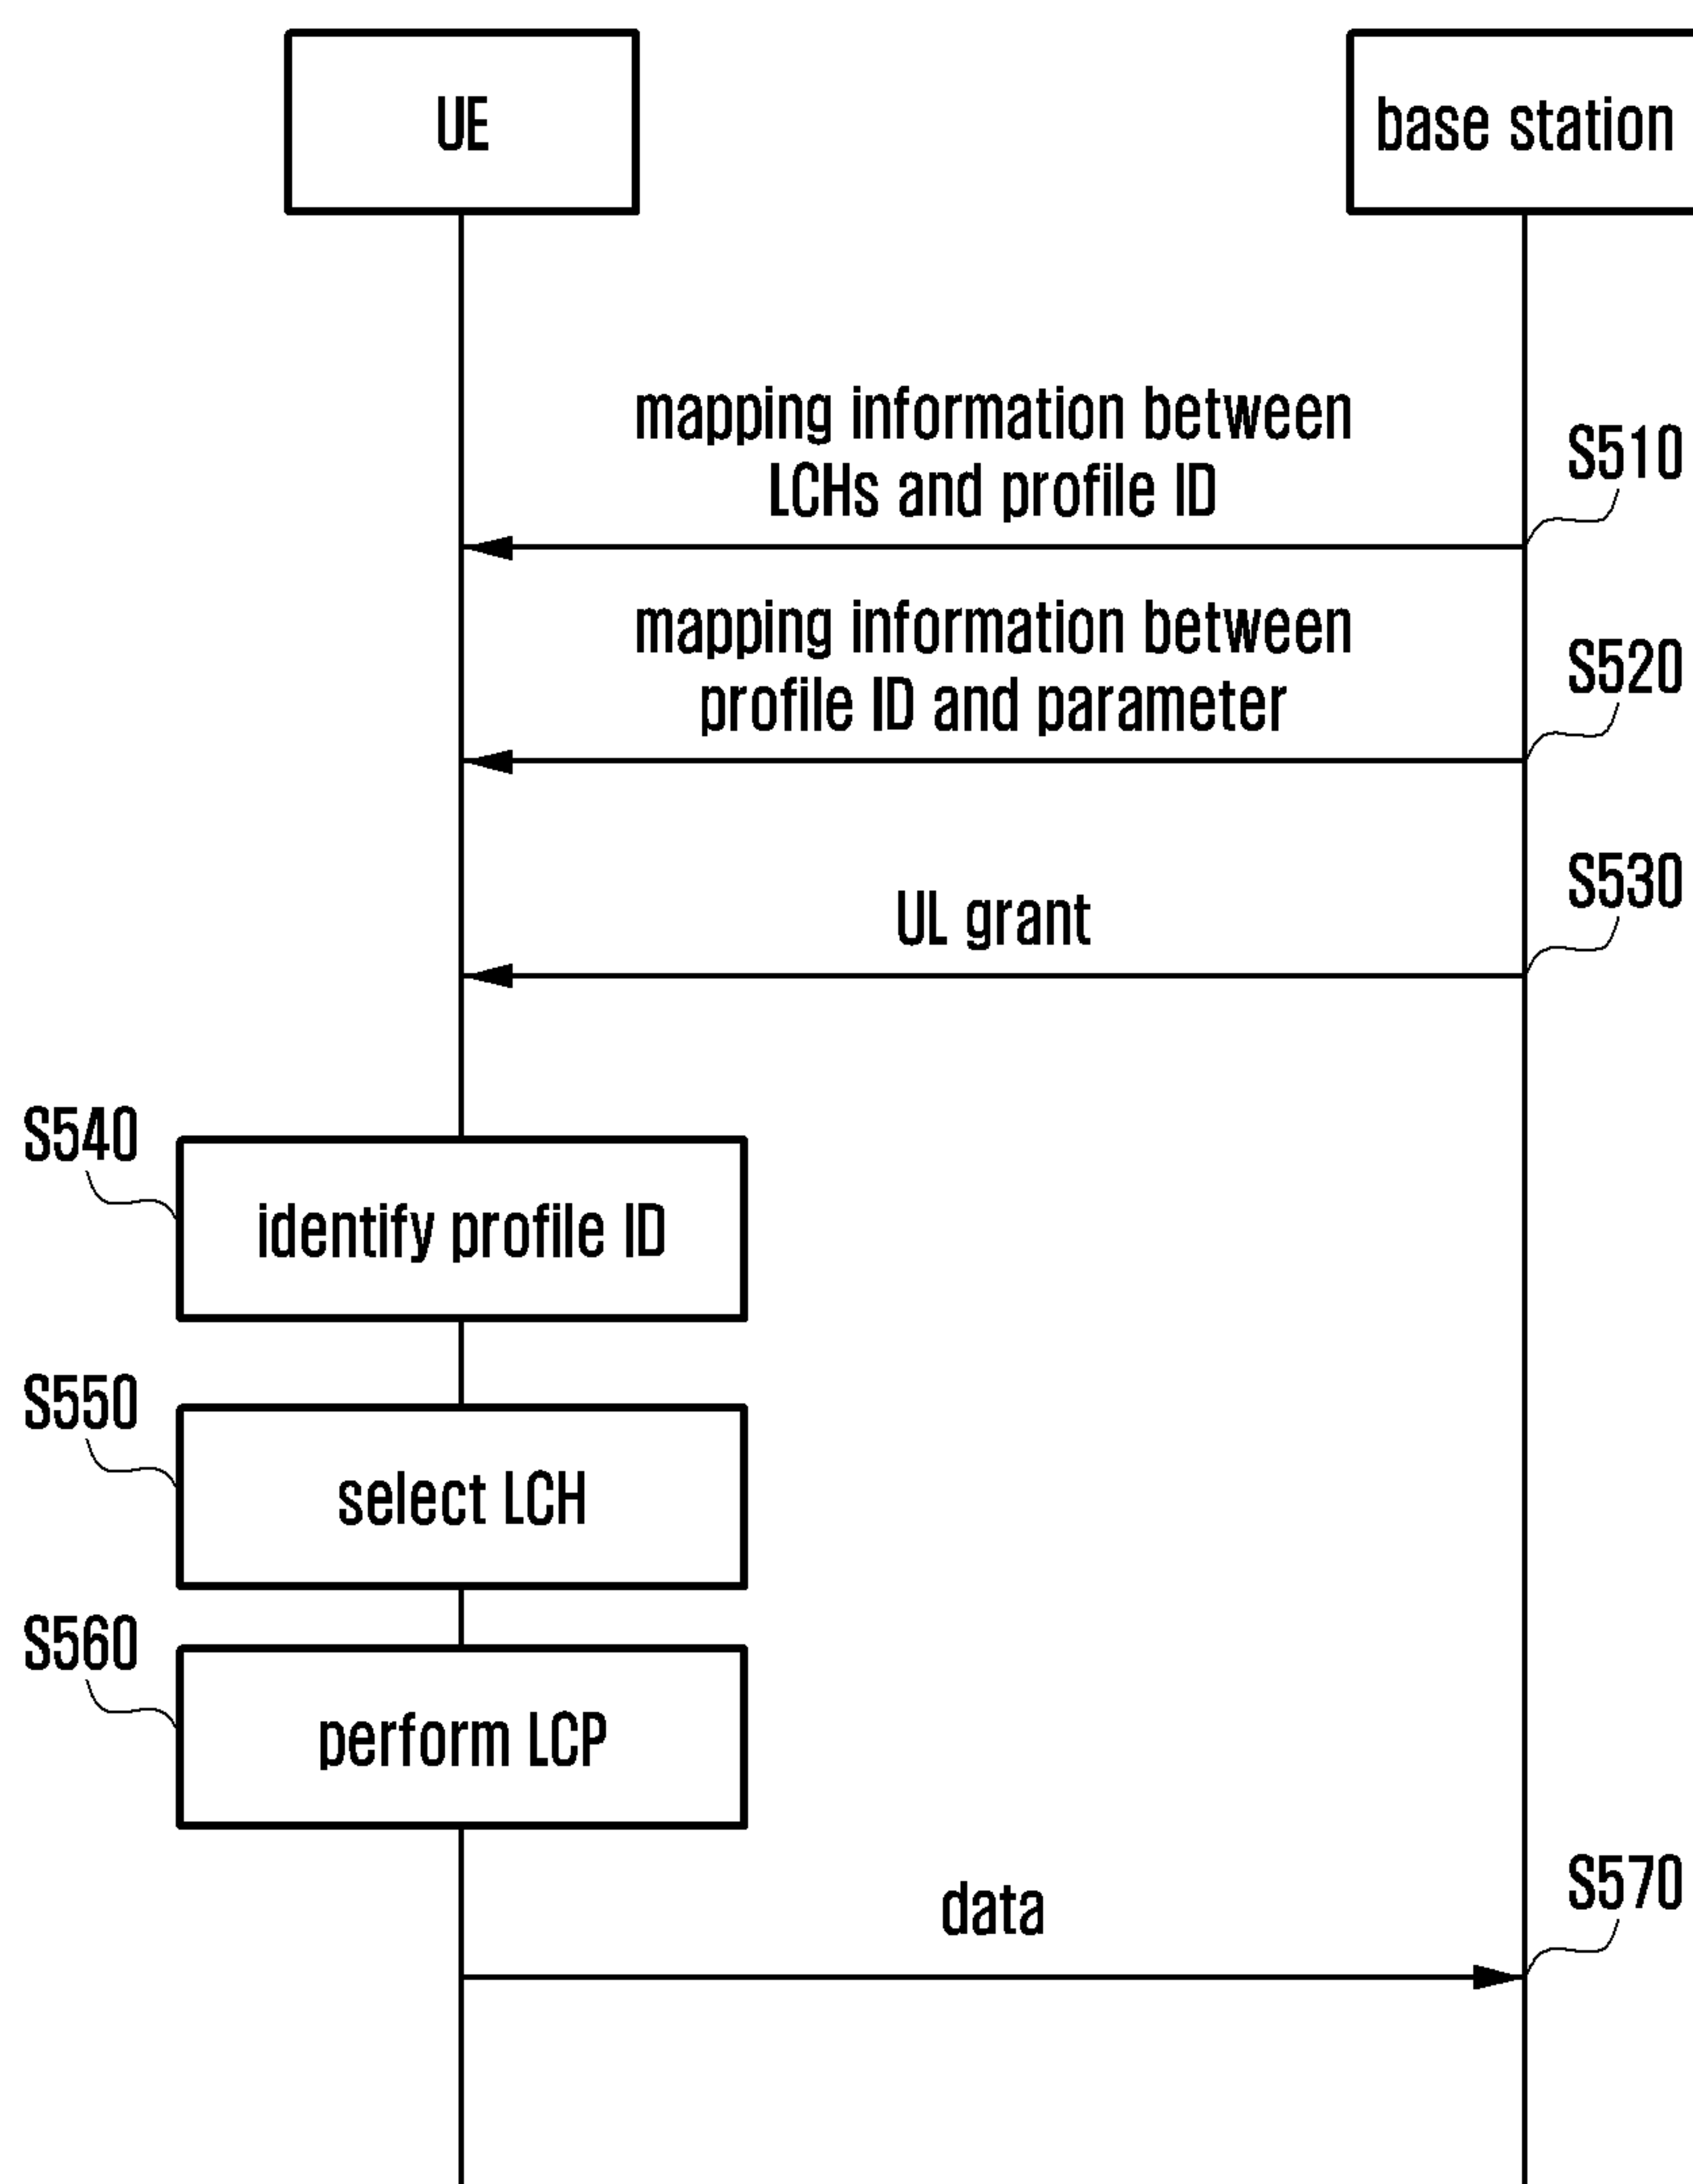 UE
base station
mapping information between
LCHs and profile ID
S510
mapping information between
profile ID and parameter
S520
UL grant
S530
S540
identify profile ID
S550
select LCH
S560
perform LCP
data
S570